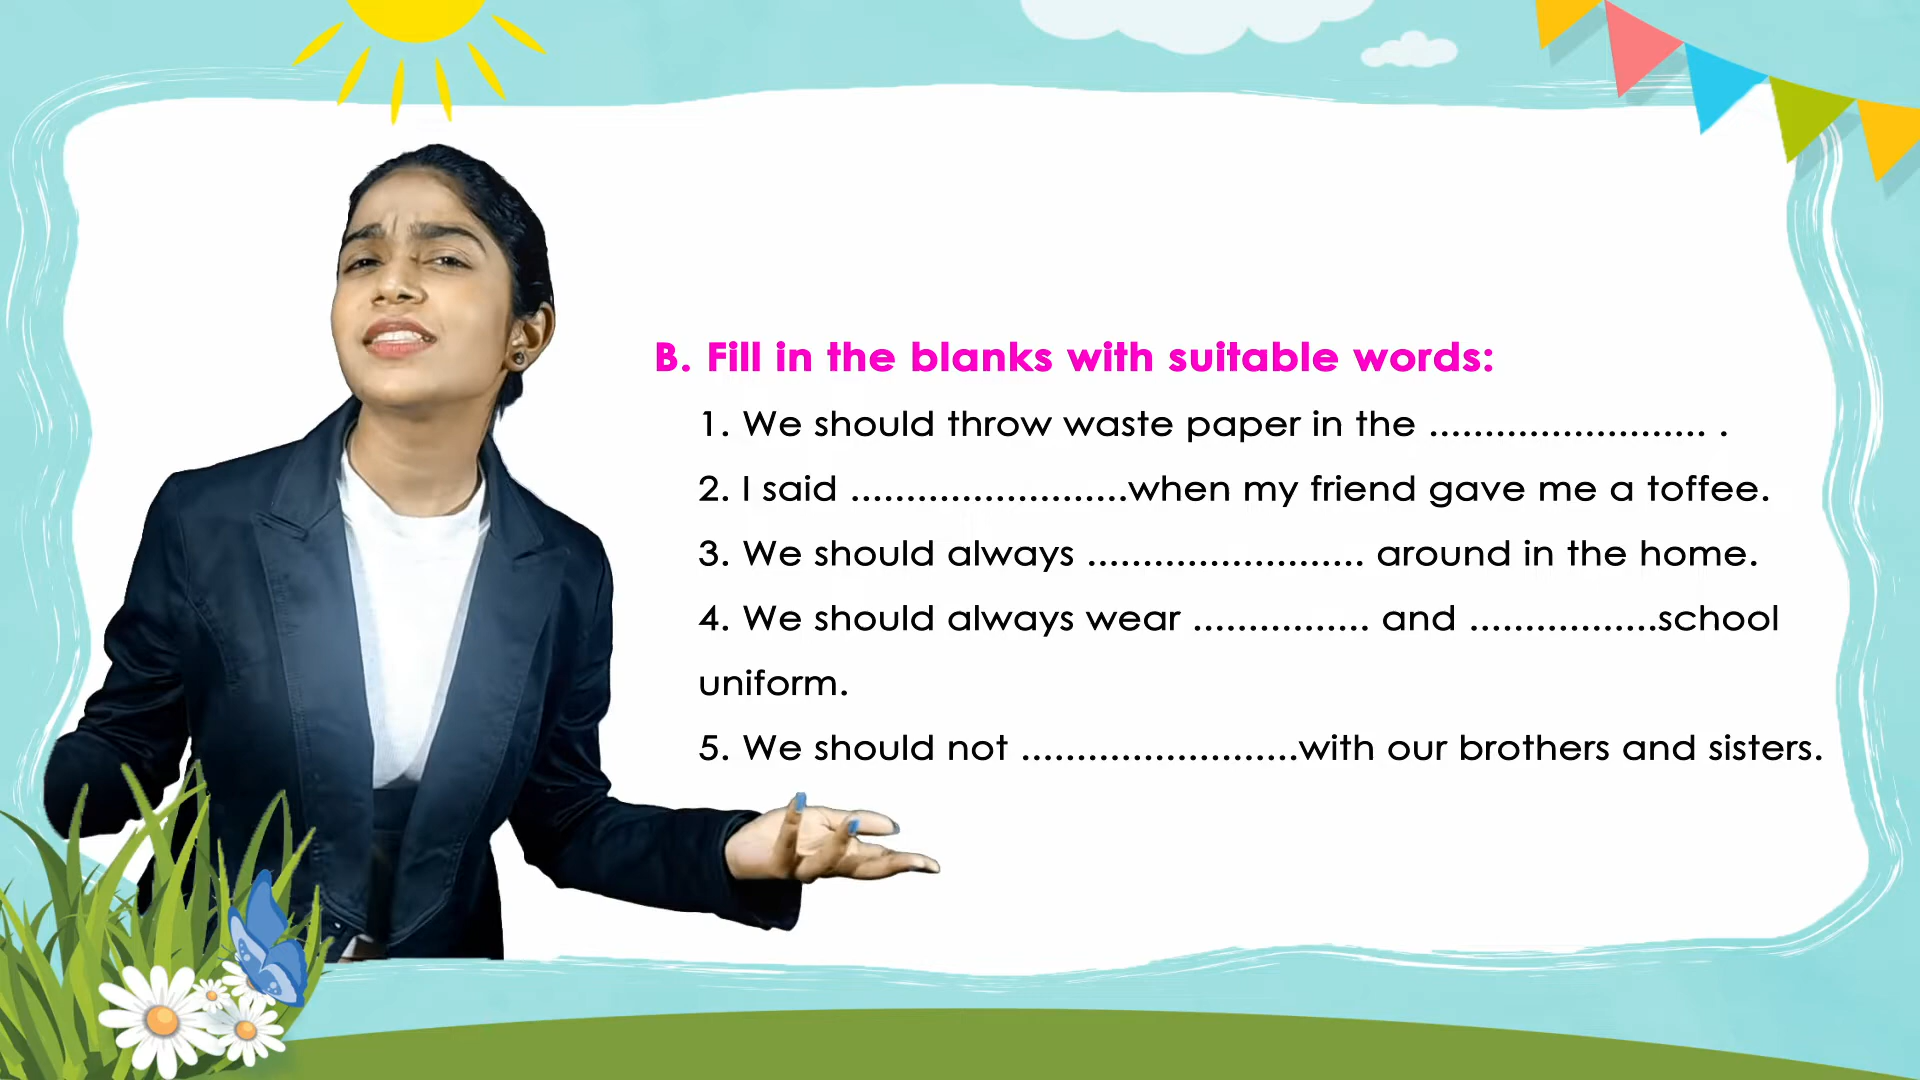 B. Fill in the blanks with suitable words:
1. We should throw waste paper in the ......................... .
2. I said .........................when my friend gave me a toffee.
3. We should always ......................... around in the home.
4. We should always wear ................ and .................school
uniform.
5. We should not .........................with our brothers and sisters.